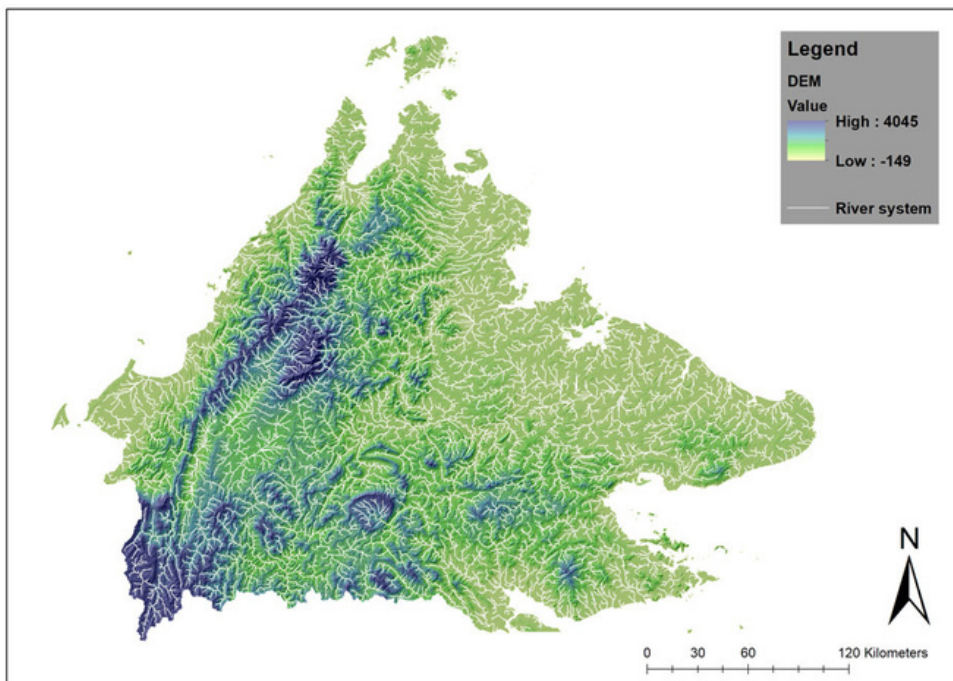 Legend
DEM
Value
High : 4045
Low : -149
River system
N
0 30 60 120 Kilometers